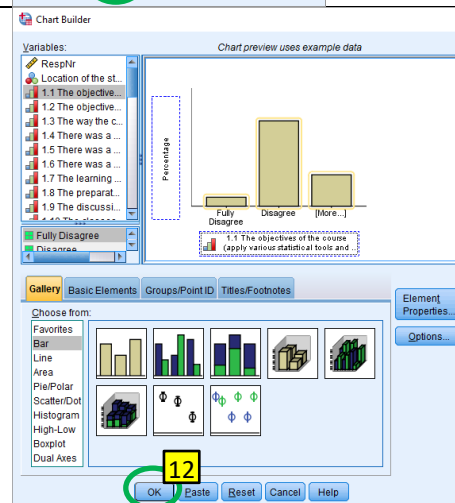 Chart Builder
Variables:
Chart preview uses example data
RespNr
Location of the st...
1.1 The objective...
1.2 The objective...
1.3 The way the c...
1.4 There was a ...
1.5 There was a ...
1.6 There was a ...
1.7 The learning ...
1.8 The preparat...
1.9 The discussi...
Fully Disagree
Disagree
Percentage
Fully Disagree
Disagree
[More...]
1.1 The objectives of the course
(apply various statistical tools and ...
Gallery Basic Elements Groups/Point ID Titles/Footnotes
Choose from:
Favorites
Bar
Line
Area
Pie/Polar
Scatter/Dot
Histogram
High-Low
Boxplot
Dual Axes
Element
Properties...
Options...
12
OK Paste Reset Cancel Help